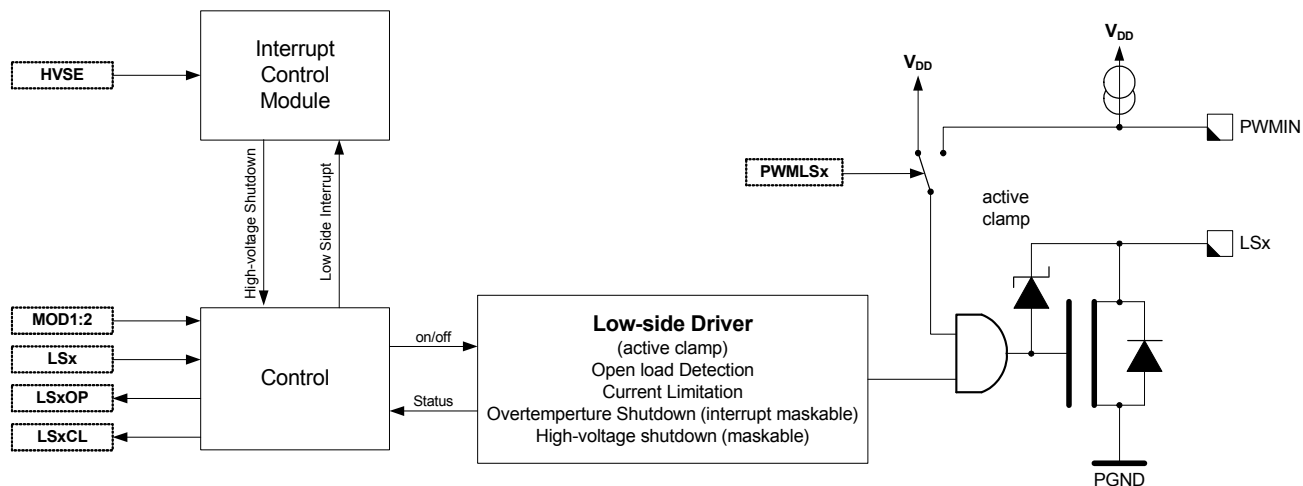 Interrupt
Control
Module
HVSE
High-voltage Shutdown
Low Side Interrupt
VDD
VDD
PWMIN
PWMLSx
active
clamp
LSx
MOD1:2
LSx
LSxOP
LSxCL
Control
on/off
Status
Low-side Driver
(active clamp)
Open load Detection
Current Limitation
Overtemperture Shutdown (interrupt maskable)
High-voltage shutdown (maskable)
PGND